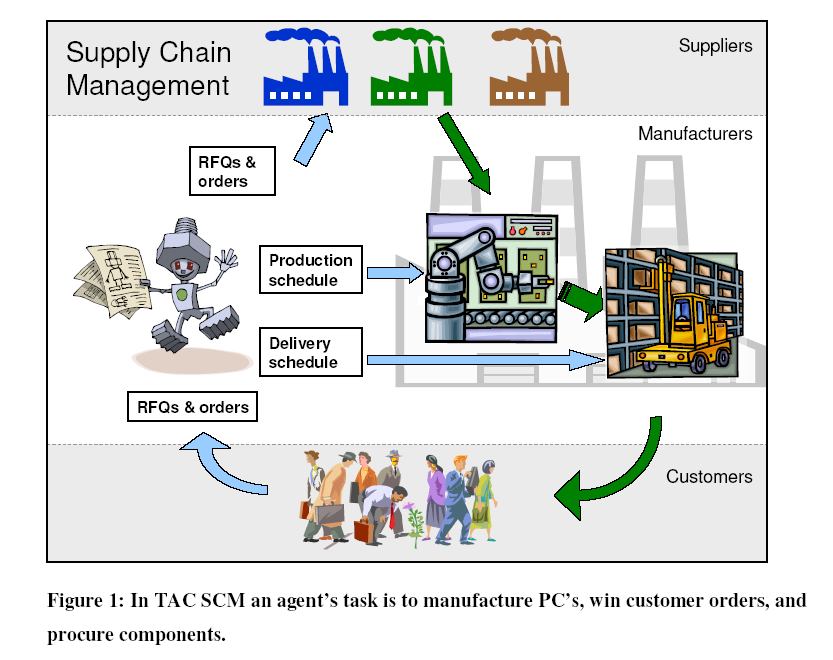 Supply Chain
Management
Suppliers
Manufacturers
RFQs &
orders
Production
schedule
Delivery
schedule
RFQs & orders
Customers
Figure 1: In TAC SCM an agent's task is to manufacture PC's, win customer orders, and
procure components.